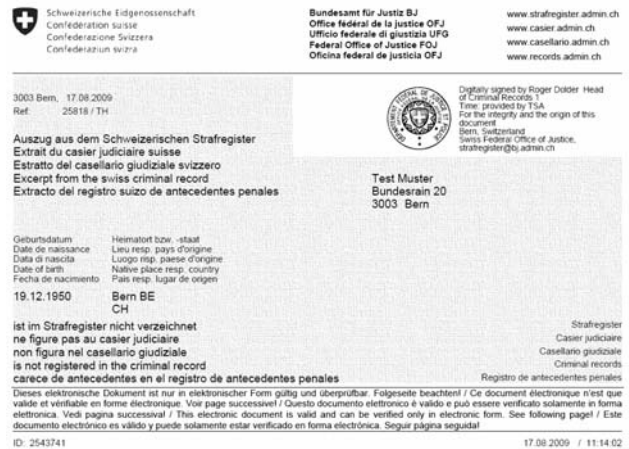 Schweizerische Eidgenossenschaft
Confédération suisse
Confederazione Svizzera
Confederaziun svizra
Bundesamt für Justiz BJ
Office fédéral de la justice OFJ
Ufficio federale di giustizia UFG
Federal Office of Justice FOJ
Oficina federal de justicia OFJ
www.strafregister.admin.ch
www.casier.admin.ch
www.casellario.admin.ch
www.records.admin.ch
3003 Bern, 17.08.2009
Ref. 25818 / TH
Digitally signed by Roger Dolder Head
of Criminal Records 1
Time: provided by TSA
For the integrity and the origin of this
document
Bern, Switzerland
Swiss Federal Office of Justice,
strafregister@bj.admin.ch
Auszug aus dem Schweizerischen Strafregister
Extrait du casier judiciaire suisse
Estratto del casellario giudiziale svizzero
Excerpt from the swiss criminal record
Extracto del registro suizo de antecedentes penales
Test Muster
Bundesrain 20
3003 Bern
Geburtsdatum Heimatort bzw. -staat
Date de naissance Lieu resp. pays d'origine
Data di nascita Luogo risp. paese d'origine
Date of birth Native place resp. country
Fecha de nacimiento País resp. lugar de origen
19.12.1950 Bern BE
CH
ist im Strafregister nicht verzeichnet
ne figure pas au casier judiciaire
non figura nel casellario giudiziale
is not registered in the criminal record
carece de antecedentes en el registro de antecedentes penales
Strafregister
Casier judiciaire
Casellario giudiziale
Criminal records
Registro de antecedentes penales
Dieses elektronische Dokument ist nur in elektronischer Form gültig und überprüfbar. Folgeseite beachten! / Ce document électronique n'est que
valide et vérifiable en forme électronique. Voir page successive! / Questo documento elettronico è valido e può essere verificato solamente in forma
elettronica. Vedi pagina successiva! / This electronic document is valid and can be verified only in electronic form. See following page! / Este
documento electrónico es válido y puede solamente estar verificado en forma electrónica. Seguir página seguida!
ID: 2543741
17.08.2009 / 11:14:02